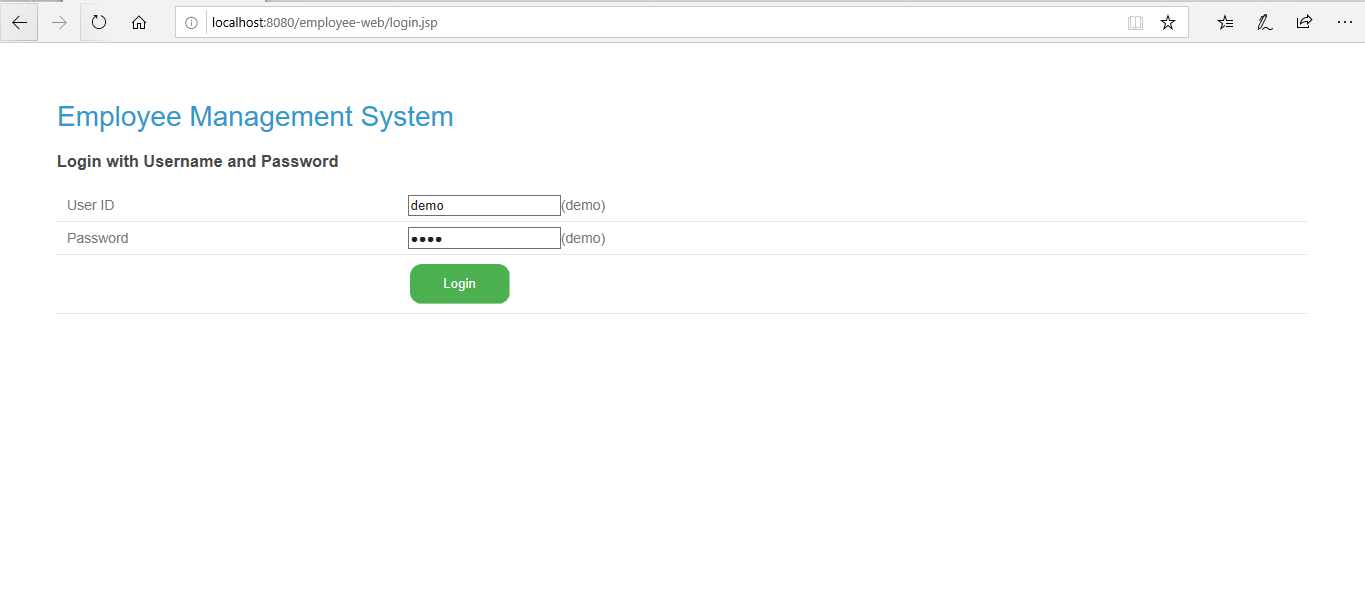 localhost:8080/employee-web/login.jsp
Employee Management System
Login with Username and Password
User ID demo (demo)
Password •••• (demo)
Login